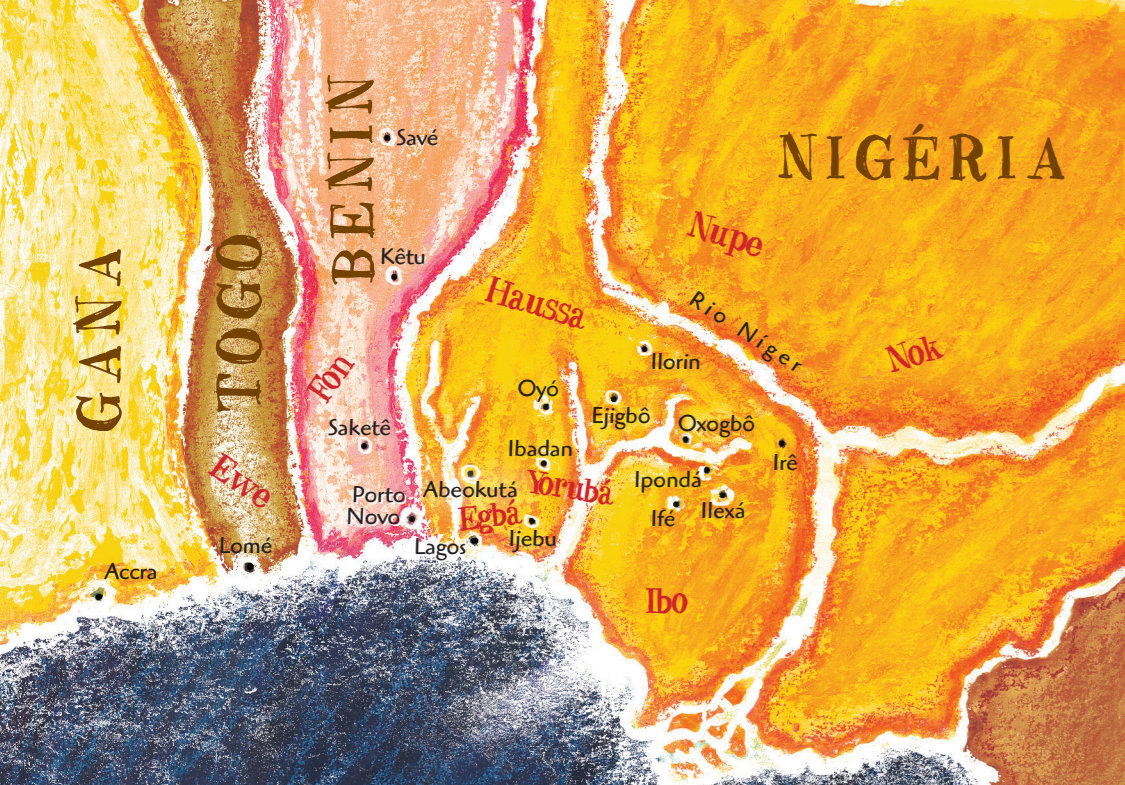 Savé
NIGÉRIA
BENIN
Nupe
Kêtu
GANA
TOGO
Haussa
Rio Níger
Ilorin
Nok
Fon
Oyó
Ejigbô
Oxogbô
Saketê
Ibadan
Irê
Ewe
Abeokutá
Yorubá
Ipondá
Porto
Novo
Egbá
Ifé
Ilexá
Lagos
Ijebu
Lomé
Accra
Ibo